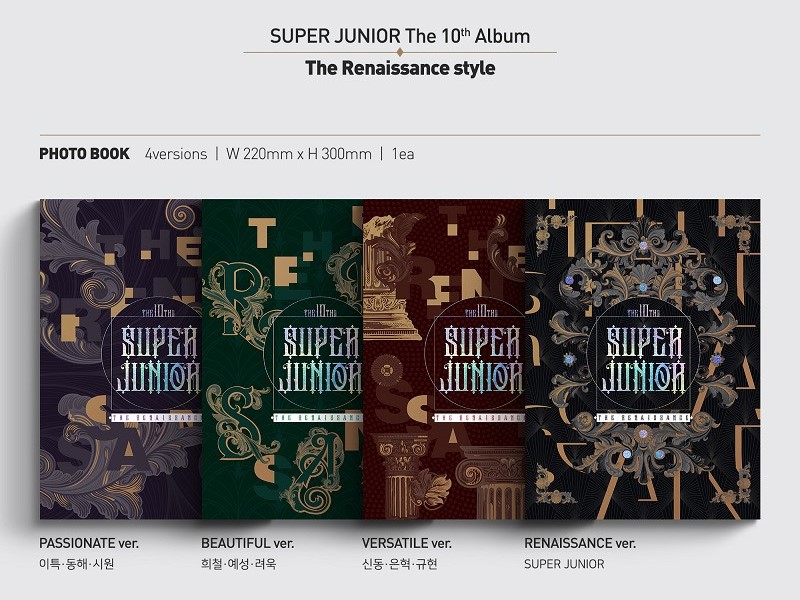 SUPER JUNIOR The 10th Album
The Renaissance style
PHOTO BOOK 4versions | W 220mm x H 300mm | 1ea
THE 10TH
SUPER
JUNIOR
THE RENAISSANCE
THE 10TH
SUPER
JUNIOR
THE RENAISSANCE
THE 10TH
SUPER
JUNIOR
THE RENAISSANCE
THE 10TH
SUPER
JUNIOR
THE RENAISSANCE
PASSIONATE ver.
이특·동해·시원
BEAUTIFUL ver.
희철·예성·려욱
VERSATILE ver.
신동·은혁·규현
RENAISSANCE ver.
SUPER JUNIOR